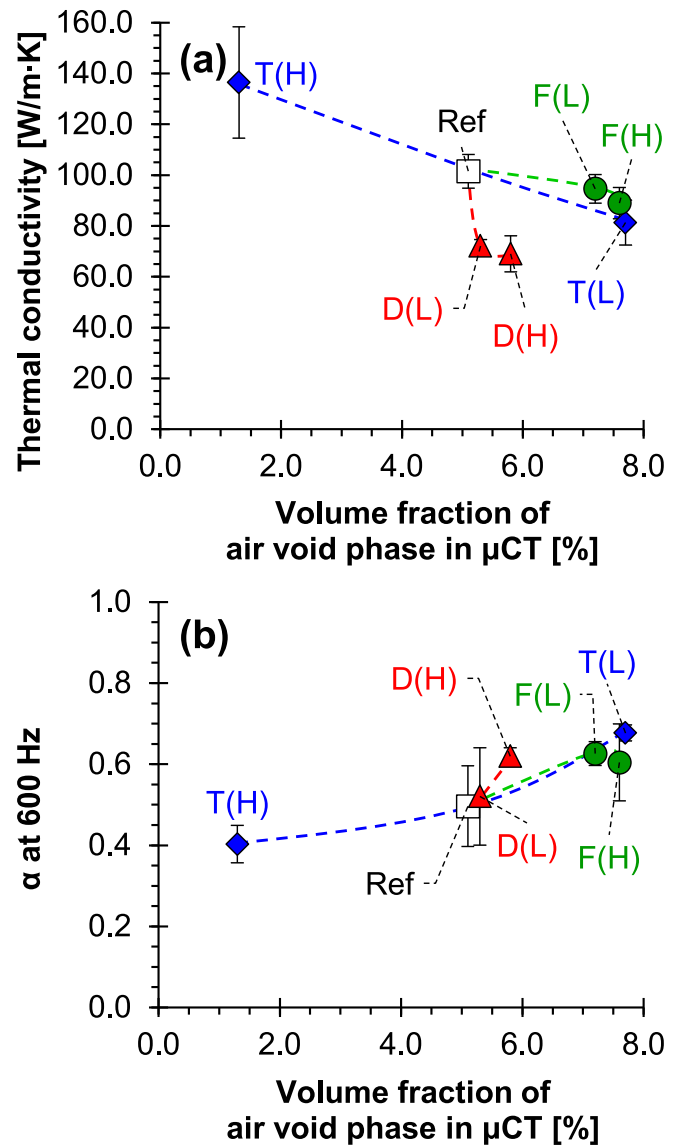 160.0
(a)
T(H)
140.0
F(L)
120.0
Ref
F(H)
100.0
80.0
60.0
D(L)
T(L)
D(H)
40.0
20.0
0.0
Thermal conductivity [W/m·K]
0.0 2.0 4.0 6.0 8.0
Volume fraction of
air void phase in μCT [%]
1.0
(b)
T(L)
D(H)
F(L)
0.8
0.6
T(H)
D(L)
F(H)
0.4
Ref
0.2
0.0
α at 600 Hz
0.0 2.0 4.0 6.0 8.0
Volume fraction of
air void phase in μCT [%]